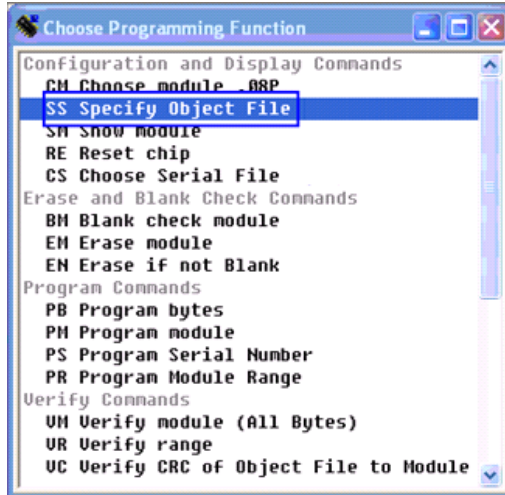 Choose Programming Function
Configuration and Display Commands
CM Choose module .08P
SS Specify Object File
SM Show module
RE Reset chip
CS Choose Serial File
Erase and Blank Check Commands
BM Blank check module
EM Erase module
EN Erase if not Blank
Program Commands
PB Program bytes
PM Program module
PS Program Serial Number
PR Program Module Range
Verify Commands
VM Verify module (All Bytes)
VR Verify range
VC Verify CRC of Object File to Module